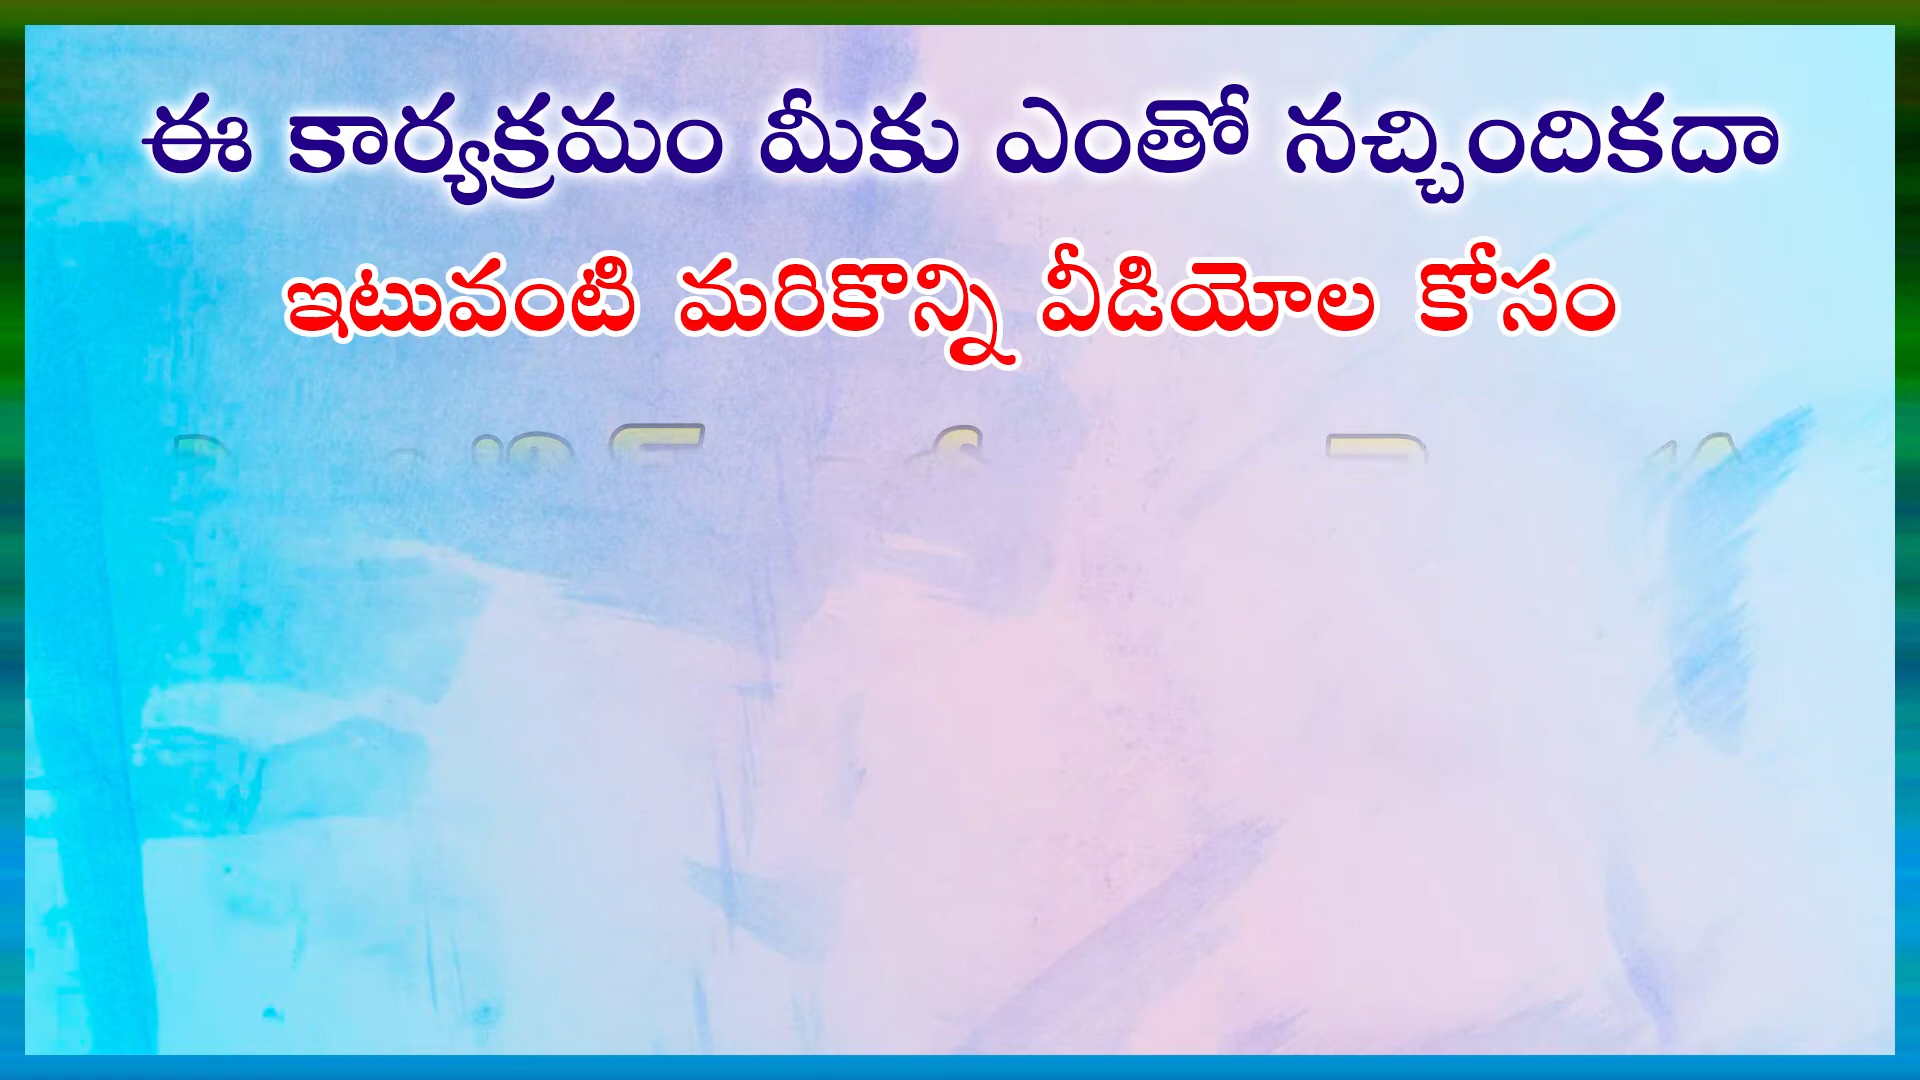 ఈ కార్యక్రమం మీకు ఎంతో నచ్చిందికదా
ఇటువంటి మరికొన్ని వీడియోల కోసం